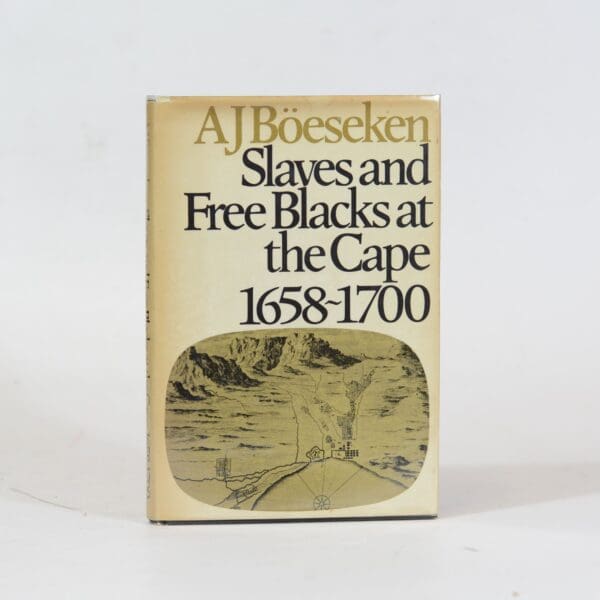 A J Böeseken
Slaves and
Free Blacks at
the Cape
1658~1700